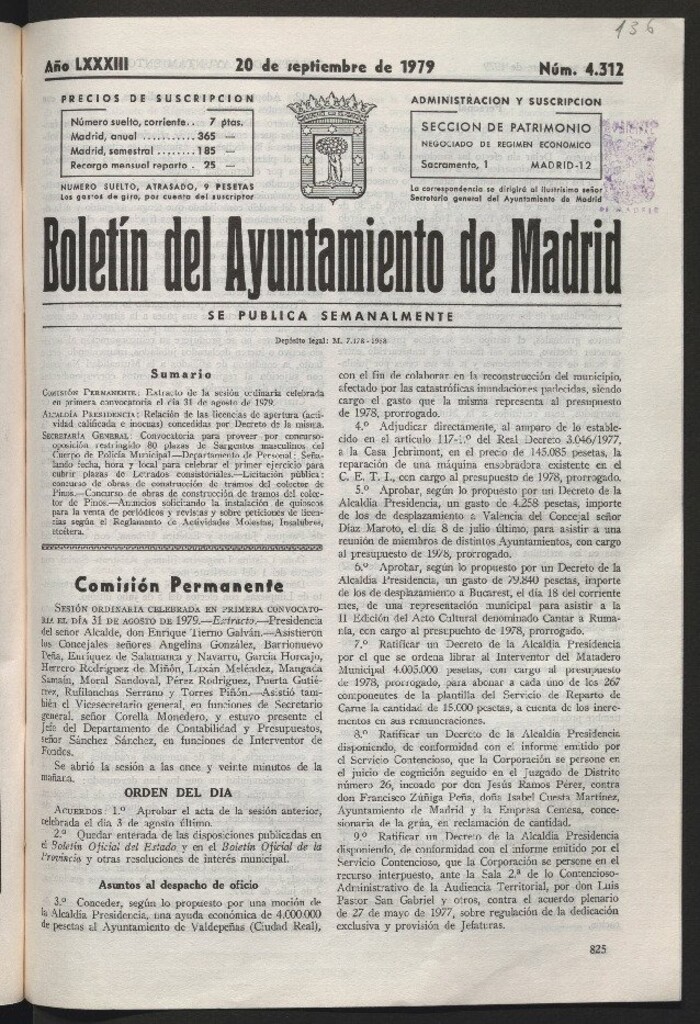 136
Año LXXXIII 20 de septiembre de 1979 Núm. 4.312
PRECIOS DE SUSCRIPCION
Número suelto, corriente.. 7 ptas.
Madrid, anual ........... 365 —
Madrid, semestral ........ 185 —
Recargo mensual reparto . 25 —
NUMERO SUELTO, ATRASADO, 9 PESETAS
Los gastos de giro, por cuenta del suscriptor
ADMINISTRACION Y SUSCRIPCION
SECCION DE PATRIMONIO
NEGOCIADO DE REGIMEN ECONOMICO
Sacramento, 1 MADRID-12
La correspondencia se dirigirá al ilustrísimo señor
Secretario general del Ayuntamiento de Madrid
Boletín del Ayuntamiento de Madrid
SE PUBLICA SEMANALMENTE
Depósito legal: M. 7.178-1958
Sumario
COMISIÓN PERMANENTE: Extracto de la sesión ordinaria celebrada
en primera convocatoria el día 31 de agosto de 1979.
ALCALDÍA PRESIDENCIA: Relación de las licencias de apertura (acti-
vidad calificada e inocuas) concedidas por Decreto de la misma.
SECRETARÍA GENERAL: Convocatoria para proveer por concurso-
oposición restringido 80 plazas de Sargentos masculinos del
Cuerpo de Policía Municipal.—Departamento de Personal: Seña-
lando fecha, hora y local para celebrar el primer ejercicio para
cubrir plazas de Letrados consistoriales.—Licitación pública:
concurso de obras de construcción de tramos del colector de
Pinos.—Concurso de obras de construcción de tramos del colec-
tor de Pinos.—Anuncios solicitando la instalación de quioscos
para la venta de periódicos y revistas y sobre peticiones de licen-
cias según el Reglamento de Actividades Molestas, Insalubres,
etcétera.
Comisión Permanente
SESIÓN ORDINARIA CELEBRADA EN PRIMERA CONVOCATO-
RIA EL DÍA 31 DE AGOSTO DE 1979.—Extracto.—Presidencia
del señor Alcalde, don Enrique Tierno Galván.—Asistieron
los Concejales señores Angelina González, Barrionuevo
Peña, Enríquez de Salamanca y Navarro, García Horcajo,
Herrero Rodríguez de Miñón, Luxán Meléndez, Mangada
Samaín, Moral Sandoval, Pérez Rodríguez, Puerta Gutié-
rrez, Rufilanchas Serrano y Torres Piñón.—Asistió tam-
bién el Vicesecretario general, en funciones de Secretario
general, señor Corella Monedero, y estuvo presente el
Jefe del Departamento de Contabilidad y Presupuestos,
señor Sánchez Sánchez, en funciones de Interventor de
Fondos.
Se abrió la sesión a las once y veinte minutos de la
mañana.
ORDEN DEL DIA
ACUERDOS: 1.º Aprobar el acta de la sesión anterior,
celebrada el día 3 de agosto último.
2.º Quedar enterada de las disposiciones publicadas en
el Boletín Oficial del Estado y en el Boletín Oficial de la
Provincia y otras resoluciones de interés municipal.
Asuntos al despacho de oficio
3.º Conceder, según lo propuesto por una moción de
la Alcaldía Presidencia, una ayuda económica de 4.000.000
de pesetas al Ayuntamiento de Valdepeñas (Ciudad Real),
con el fin de colaborar en la reconstrucción del municipio,
afectado por las catastróficas inundaciones padecidas, siendo
cargo el gasto que la misma representa al presupuesto
de 1978, prorrogado.
4.º Adjudicar directamente, al amparo de lo estable-
cido en el artículo 117-1.º del Real Decreto 3.046/1977,
a la Casa Jebrimont, en el precio de 145.085 pesetas, la
reparación de una máquina ensobradora existente en el
C. E. T. I., con cargo al presupuesto de 1978, prorrogado.
5.º Aprobar, según lo propuesto por un Decreto de la
Alcaldía Presidencia, un gasto de 4.258 pesetas, importe
de los de desplazamiento a Valencia del Concejal señor
Díaz Maroto, el día 8 de julio último, para asistir a una
reunión de miembros de distintos Ayuntamientos, con cargo
al presupuesto de 1978, prorrogado.
6.º Aprobar, según lo propuesto por un Decreto de la
Alcaldía Presidencia, un gasto de 79.840 pesetas, importe
de los de desplazamiento a Bucarest, el día 18 del corriente
mes, de una representación municipal para asistir a la
II Edición del Acto Cultural denominado Cantar a Ruma-
nía, con cargo al presupuehto de 1978, prorrogado.
7.º Ratificar un Decreto de la Alcaldía Presidencia
por el que se ordena librar al Interventor del Matadero
Municipal 4.005.000 pesetas, con cargo al presupuesto
de 1978, prorrogado, para abonar a cada uno de los 267
componentes de la plantilla del Servicio de Reparto de
Carne la cantidad de 15.000 pesetas, a cuenta de los incre-
mentos en sus remuneraciones.
8.º Ratificar un Decreto de la Alcaldía Presidencia
disponiendo, de conformidad con el informe emitido por
el Servicio Contencioso, que la Corporación se persone en
el juicio de cognición seguido en el Juzgado de Distrito
número 26, incoado por don Jesús Ramos Pérez, contra
don Francisco Zúñiga Peña, doña Isabel Cuesta Martínez,
Ayuntamiento de Madrid y la Empresa Cemesa, conce-
sionaria de la grúa, en reclamación de cantidad.
9.º Ratificar un Decreto de la Alcaldía Presidencia
disponiendo, de conformidad con el informe emitido por el
Servicio Contencioso, que la Corporación se persone en el
recurso interpuesto, ante la Sala 2.ª de lo Contencioso-
Administrativo de la Audiencia Territorial, por don Luis
Pastor San Gabriel y otros, contra el acuerdo plenario
de 27 de mayo de 1977, sobre regulación de la dedicación
exclusiva y provisión de Jefaturas.
825